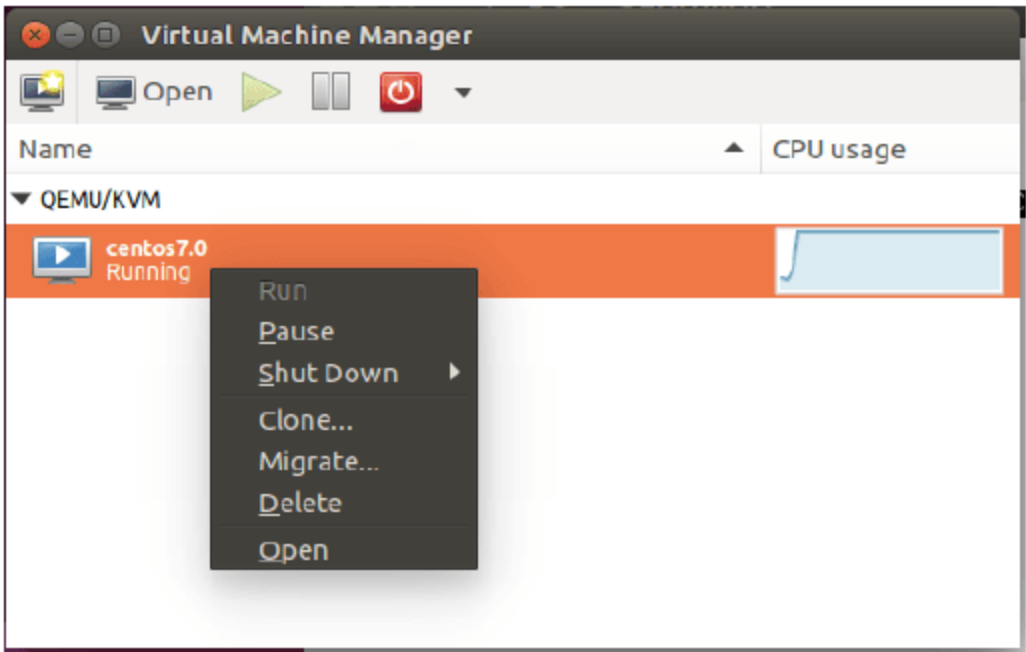 Virtual Machine Manager
Open
Name CPU usage
QEMU/KVM
centos7.0
Running
Run
Pause
Shut Down
Clone...
Migrate...
Delete
Open